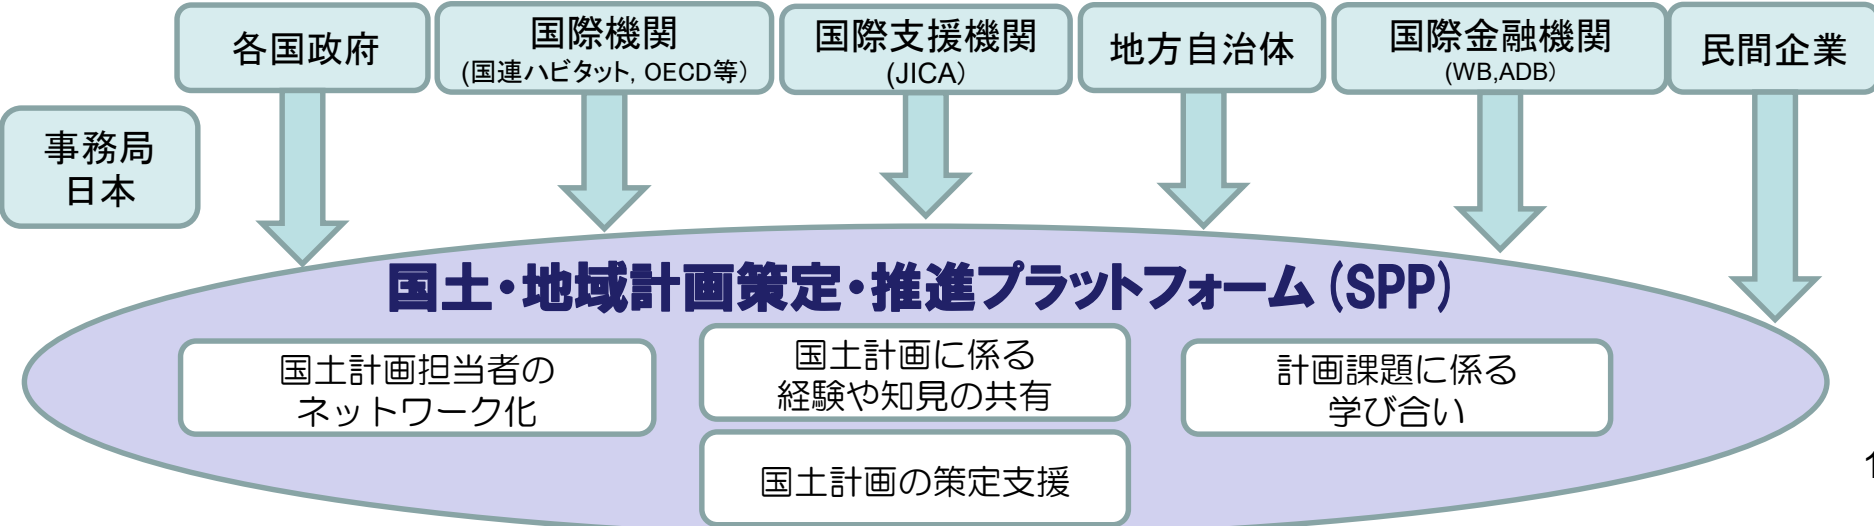 各国政府
国際機関
(国連ハビタット, OECD等)
国際支援機関
(JICA)
地方自治体
国際金融機関
(WB,ADB)
民間企業
事務局
日本
国土・地域計画策定・推進プラットフォーム(SPP)
国土計画担当者の
ネットワーク化
国土計画に係る
経験や知見の共有
計画課題に係る
学び合い
国土計画の策定支援